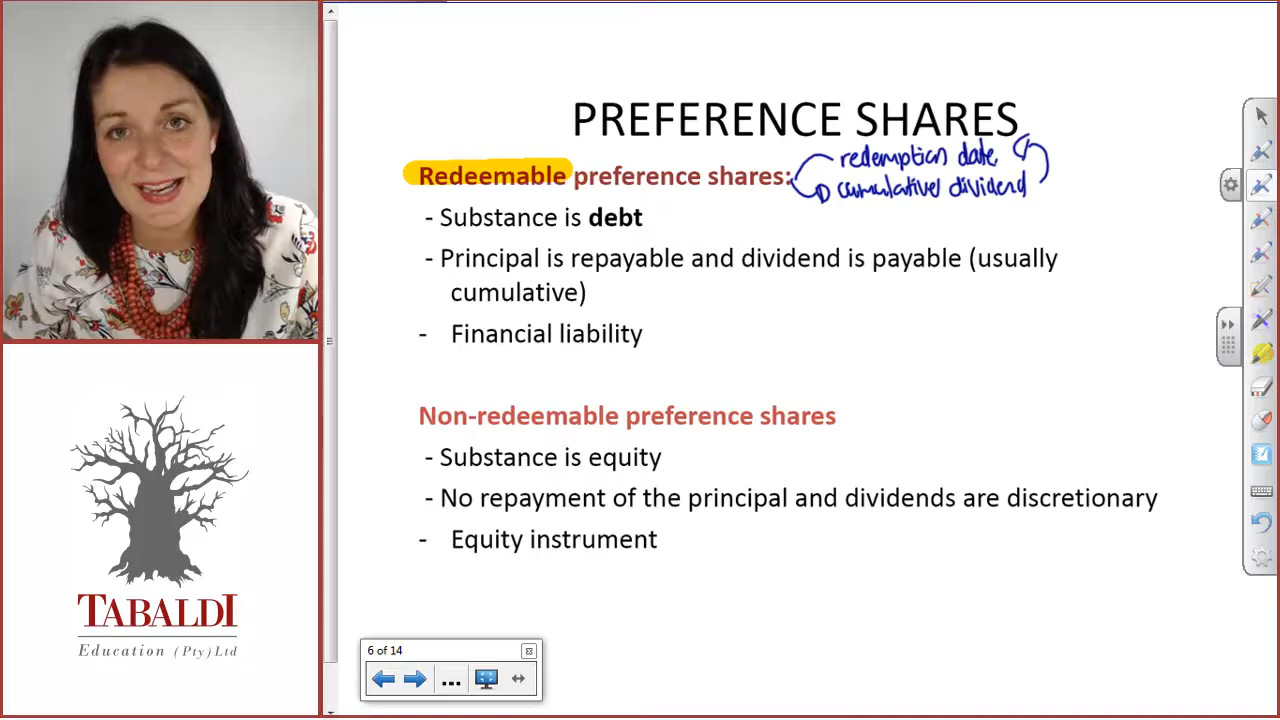 PREFERENCE SHARES
redemption date
Redeemable preference shares:
cumulative dividend
- Substance is debt
- Principal is repayable and dividend is payable (usually
cumulative)
- Financial liability
Non-redeemable preference shares
- Substance is equity
- No repayment of the principal and dividends are discretionary
- Equity instrument
TABALDI
Education (Pty) Ltd
6 of 14